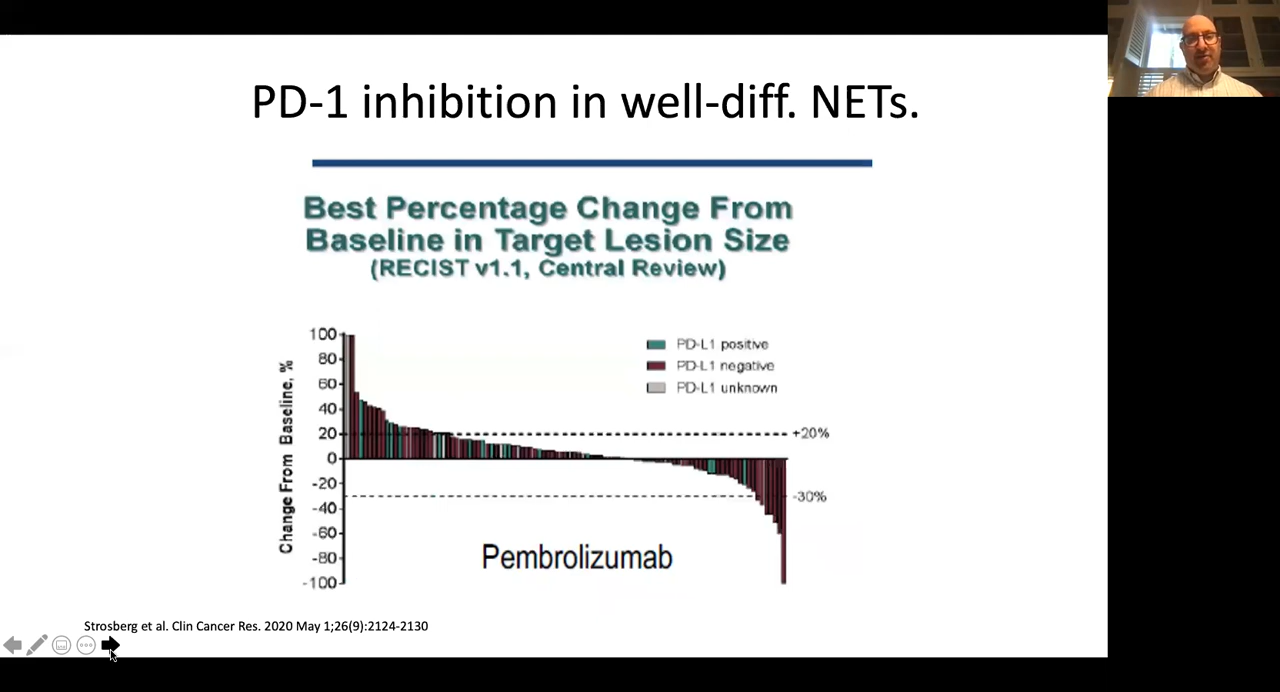 PD-1 inhibition in well-diff. NETs.
Best Percentage Change From
Baseline in Target Lesion Size
(RECIST v1.1, Central Review)
Change From Baseline, %
100
80
60
40
20
0
-20
-40
-60
-80
-100
PD-L1 positive
PD-L1 negative
PD-L1 unknown
+20%
-30%
Pembrolizumab
Strosberg et al. Clin Cancer Res. 2020 May 1;26(9):2124-2130